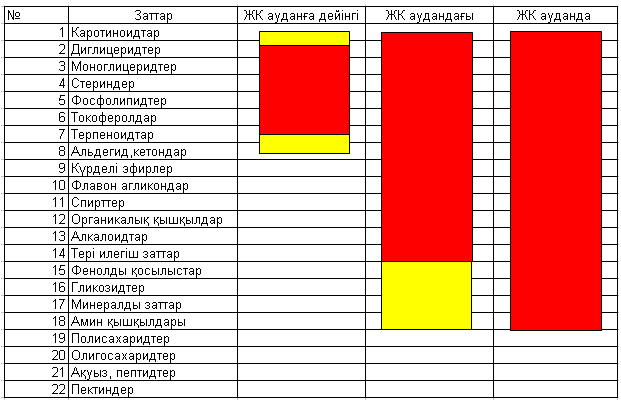 № Заттар ЖК ауданға дейінгі ЖК аудандағы ЖК ауданда
1 Каротиноидтар
2 Диглицеридтер
3 Моноглицеридтер
4 Стериндер
5 Фосфолипидтер
6 Токоферолдар
7 Терпеноидтар
8 Альдегид,кетондар
9 Күрделі эфирлер
10 Флавон агликондар
11 Спирттер
12 Органикалық қышқылдар
13 Алкалоидтар
14 Тері илегіш заттар
15 Фенолды қосылыстар
16 Гликозидтер
17 Минералды заттар
18 Амин қышқылдары
19 Полисахаридтер
20 Олигосахаридтер
21 Ақуыз, пептидтер
22 Пектиндер